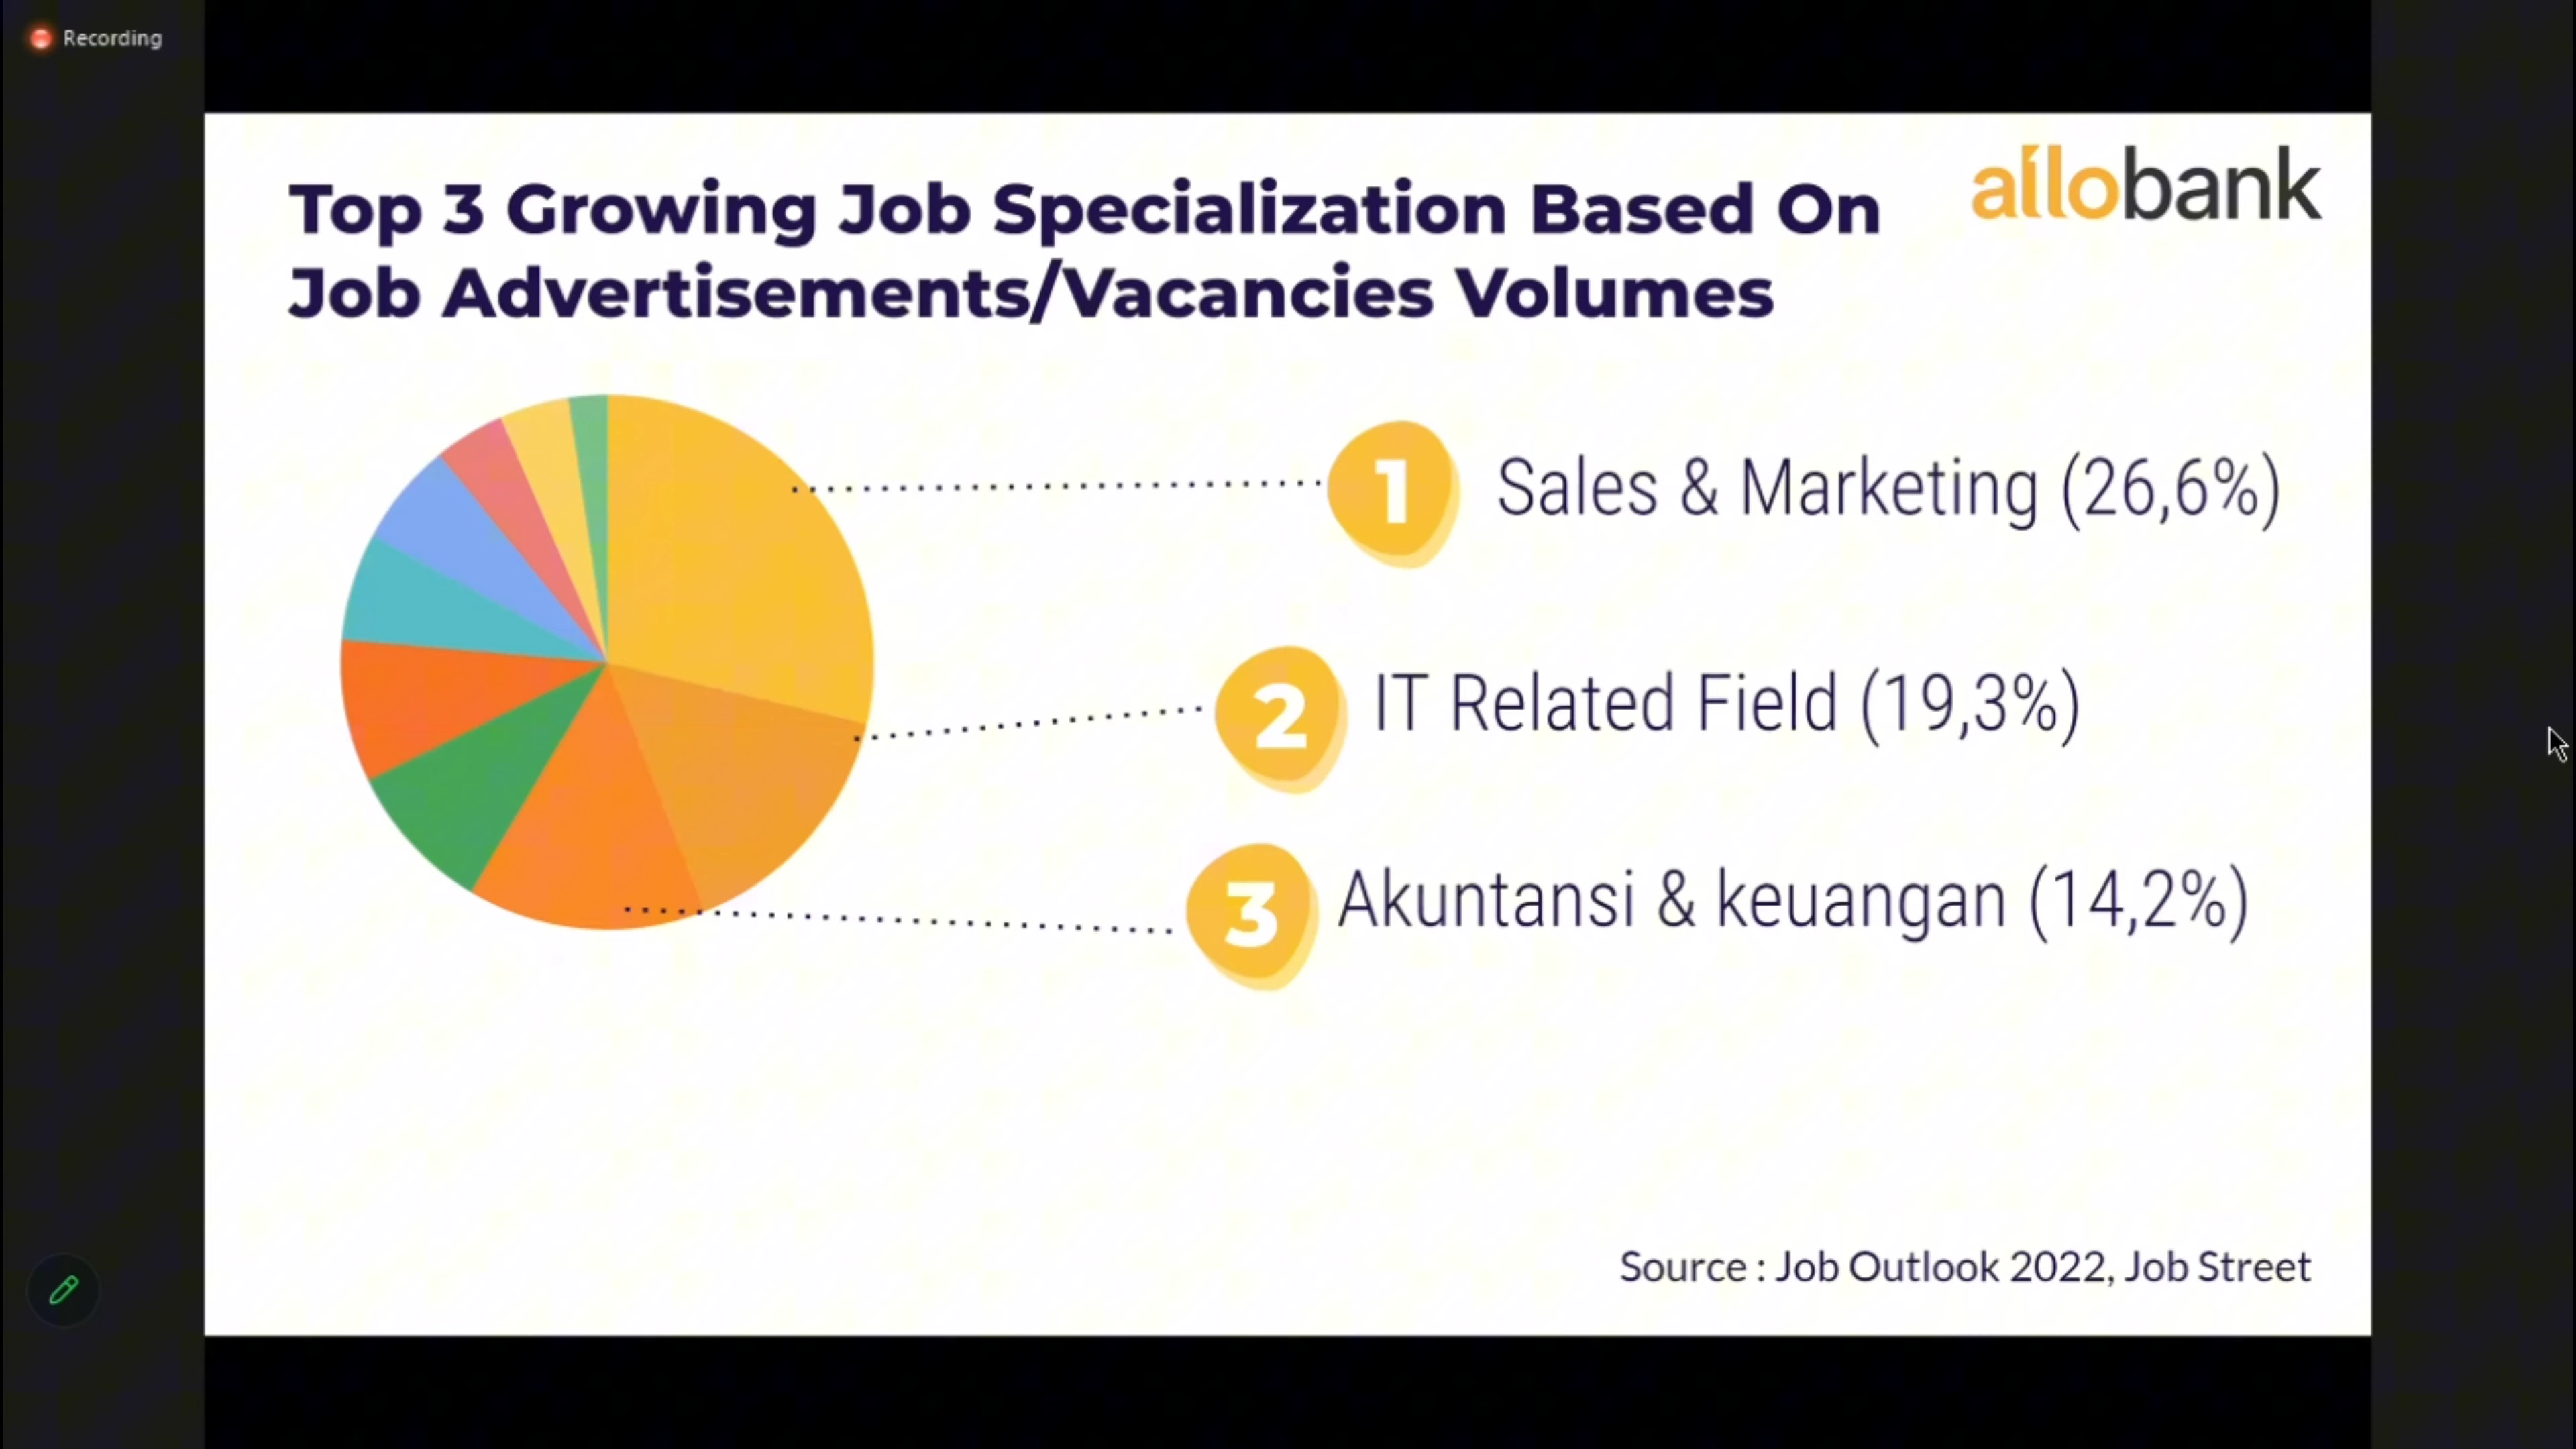 Recording
Top 3 Growing Job Specialization Based On
Job Advertisements/Vacancies Volumes
allobank
1 Sales & Marketing (26,6%)
2 IT Related Field (19,3%)
3 Akuntansi & keuangan (14,2%)
Source : Job Outlook 2022, Job Street